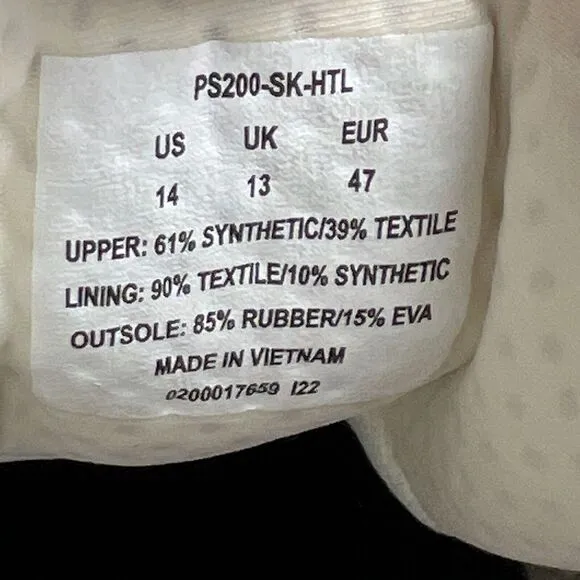 PS200-SK-HTL
US UK EUR
14 13 47
UPPER: 61% SYNTHETIC/39% TEXTILE
LINING: 90% TEXTILE/10% SYNTHETIC
OUTSOLE: 85% RUBBER/15% EVA
MADE IN VIETNAM
0200017659 I22